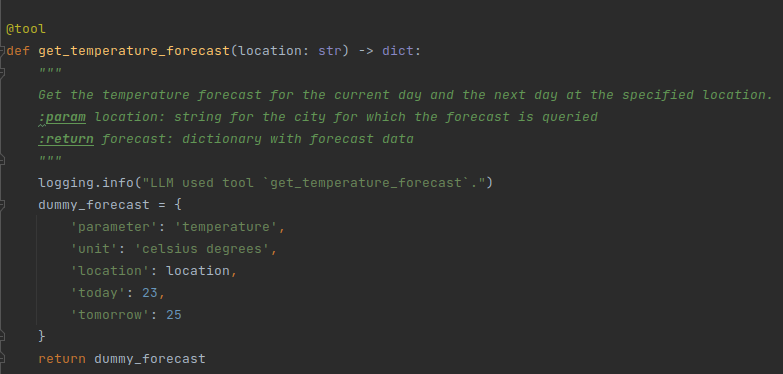 @tool
def get_temperature_forecast(location: str) -> dict:
    """
    Get the temperature forecast for the current day and the next day at the specified location.
    :param location: string for the city for which the forecast is queried
    :return forecast: dictionary with forecast data
    """
    logging.info("LLM used tool `get_temperature_forecast`.")
    dummy_forecast = {
        'parameter': 'temperature',
        'unit': 'celsius degrees',
        'location': location,
        'today': 23,
        'tomorrow': 25
    }
    return dummy_forecast